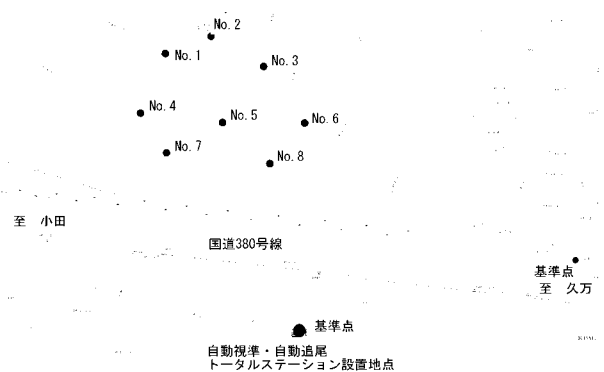 No. 2
No. 1
No. 3
No. 4
No. 5
No. 6
No. 7
No. 8
至 小田
国道380号線
基準点
至 久万
基準点
自動視準・自動追尾
トータルステーション設置地点